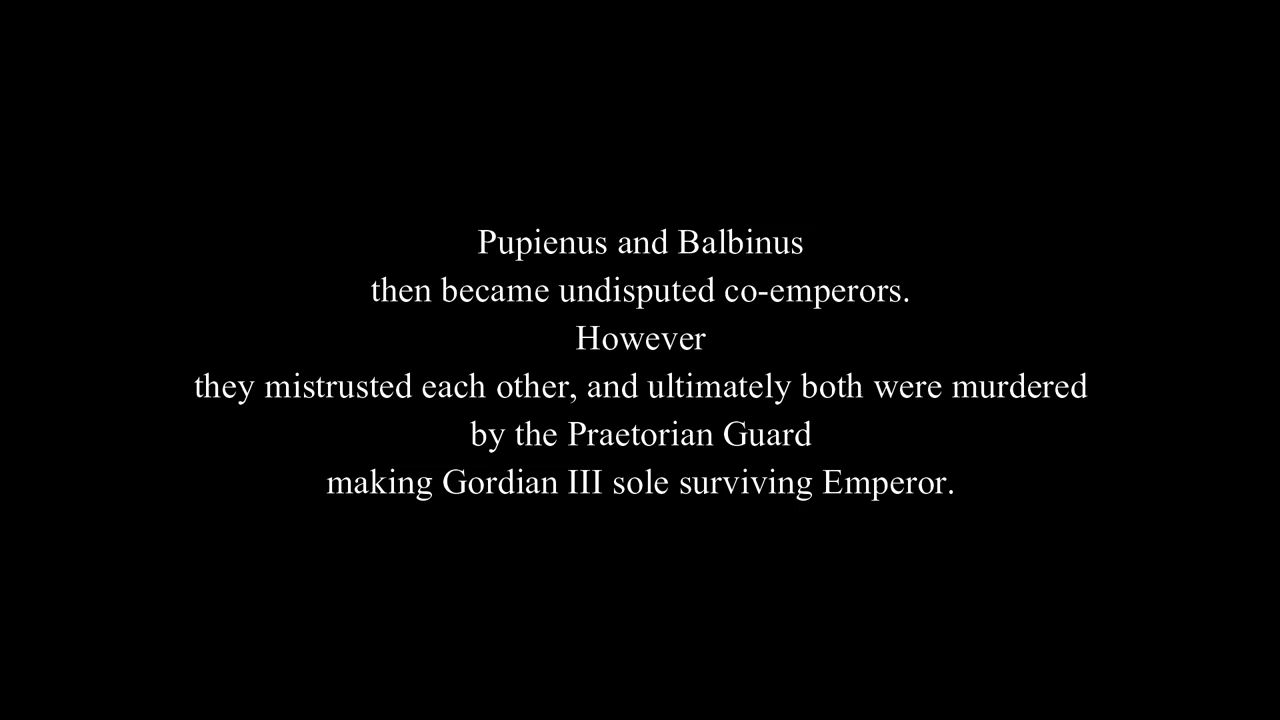 Pupienus and Balbinus
then became undisputed co-emperors.
However
they mistrusted each other, and ultimately both were murdered
by the Praetorian Guard
making Gordian III sole surviving Emperor.